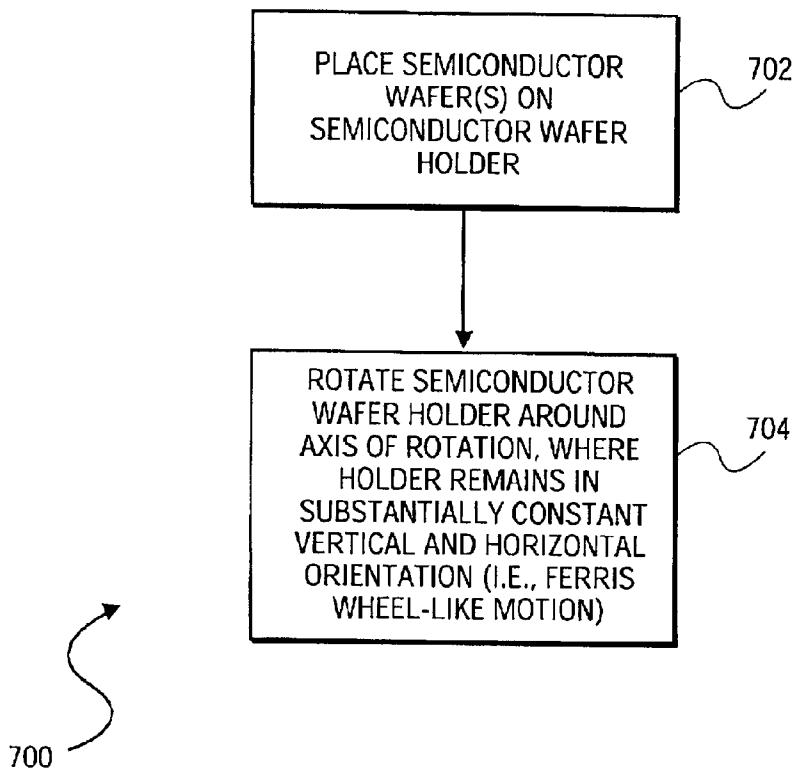 PLACE SEMICONDUCTOR
WAFER(S) ON
SEMICONDUCTOR WAFER
HOLDER
702
ROTATE SEMICONDUCTOR
WAFER HOLDER AROUND
AXIS OF ROTATION, WHERE
HOLDER REMAINS IN
SUBSTANTIALLY CONSTANT
VERTICAL AND HORIZONTAL
ORIENTATION (I.E., FERRIS
WHEEL-LIKE MOTION)
704
700